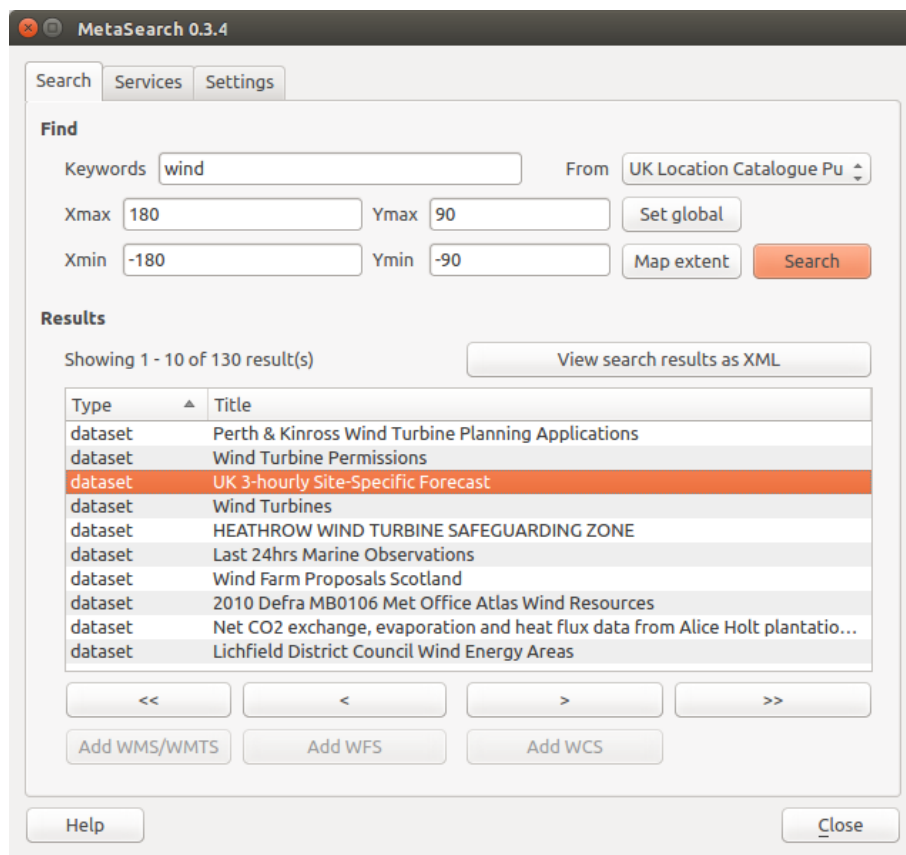 MetaSearch 0.3.4
Search Services Settings
Find
Keywords wind From UK Location Catalogue Pu
Xmax 180 Ymax 90 Set global
Xmin -180 Ymin -90 Map extent Search
Results
Showing 1 - 10 of 130 result(s) View search results as XML
Type Title
dataset Perth & Kinross Wind Turbine Planning Applications
dataset Wind Turbine Permissions
dataset UK 3-hourly Site-Specific Forecast
dataset Wind Turbines
dataset HEATHROW WIND TURBINE SAFEGUARDING ZONE
dataset Last 24hrs Marine Observations
dataset Wind Farm Proposals Scotland
dataset 2010 Defra MB0106 Met Office Atlas Wind Resources
dataset Net CO2 exchange, evaporation and heat flux data from Alice Holt plantatio...
dataset Lichfield District Council Wind Energy Areas
<< < > >>
Add WMS/WMTS Add WFS Add WCS
Help Close